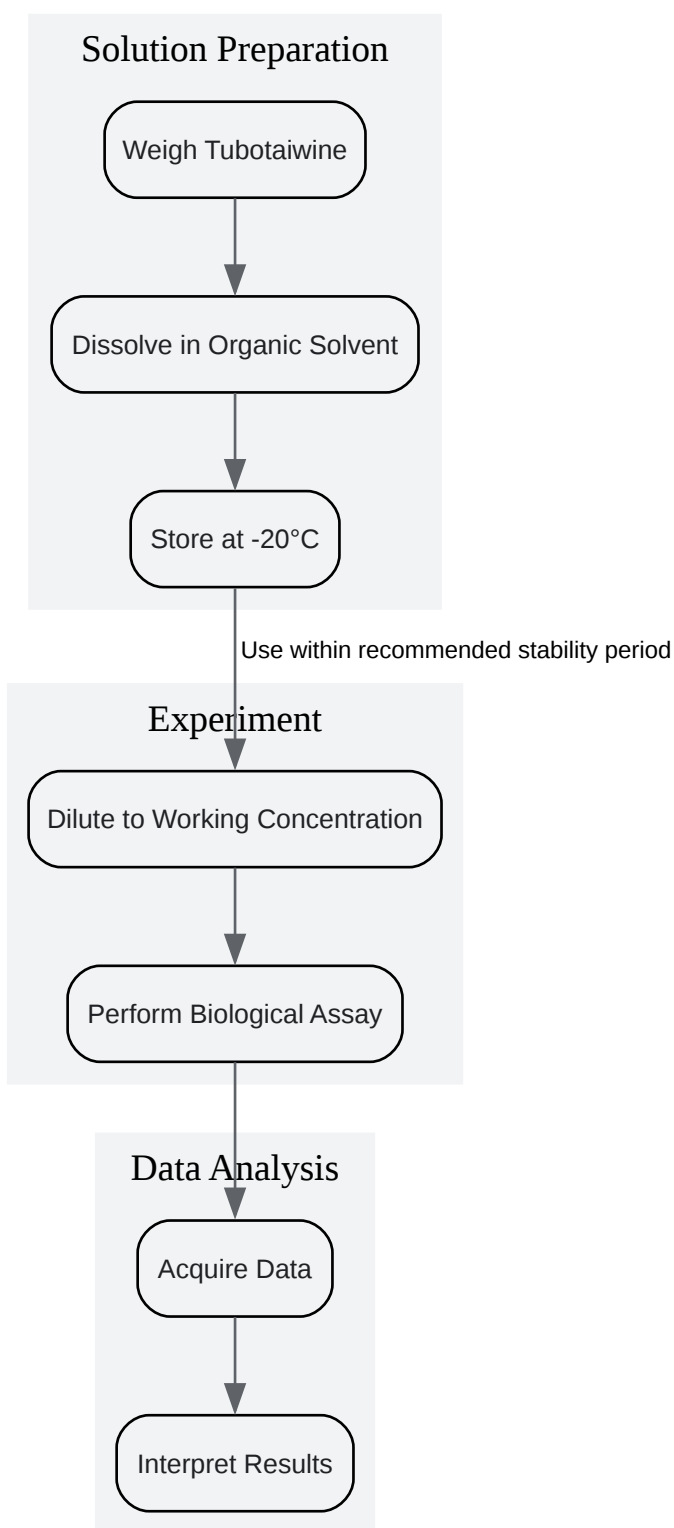 Solution Preparation
Weigh Tubotaiwine
Dissolve in Organic Solvent
Store at -20°C
Use within recommended stability period
Experiment
Dilute to Working Concentration
Perform Biological Assay
Data Analysis
Acquire Data
Interpret Results